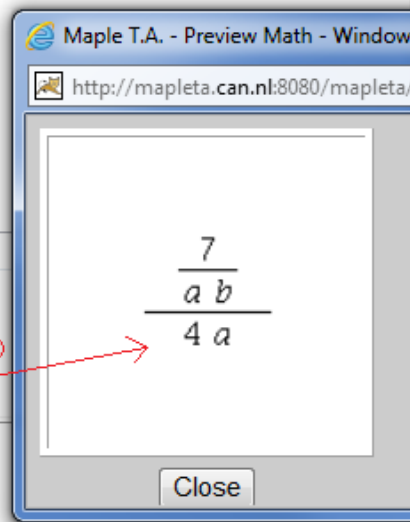 Maple T.A. - Preview Math - Window
http://mapleta.can.nl:8080/mapleta/
7
a b
4 a
Close